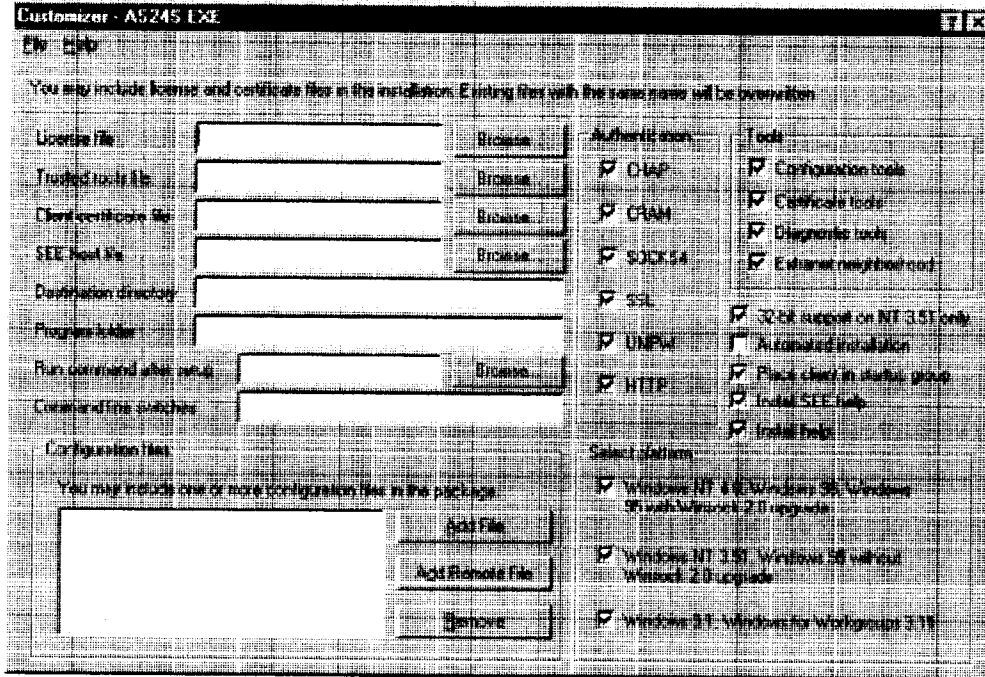 Customizer - AS24S.EXE
File Help
You may include license and certificate files in the installation. Existing files with the same name will be overwritten
License file
Browse...
Trusted roots file
Browse...
Client certificate file
Browse...
SEE host file
Browse...
Destination directory
Program folder
Run command after setup
Browse...
Command line switches
Authentication
CHAP
CRAM
SOCKS4
SSL
UNPW
HTTP
Tools
Configuration tools
Certificate tools
Diagnostic tools
Extranet neighborhood
32-bit support on NT 3.51 only
Automated installation
Place client in startup group
Install SEE help
Install help
Configuration files
You may include one or more configuration files in the package.
Add File
Add Remote File
Remove
Select platform
Windows NT 4.0, Windows 98, Windows
95 with Winsock 2.0 upgrade
Windows NT 3.51, Windows 95 without
Winsock 2.0 upgrade
Windows 3.1, Windows for Workgroups 3.11